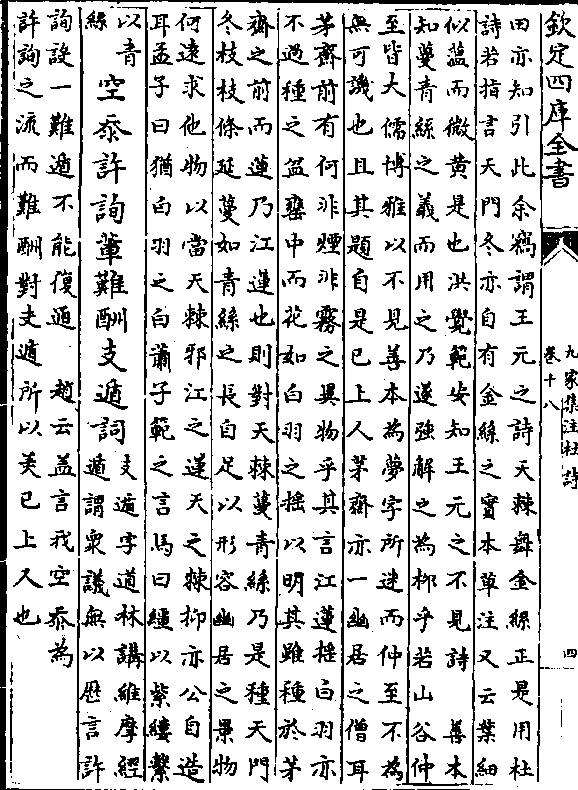 欽定四庫全書
九家集注杜詩
卷十八
四
田亦知引此余竊謂王元之詩天棘舞金絲正是用杜
詩若指書天門冬亦自有金絲之實本草注又云葉細
似蕰而微黄是也洪覺範安知王元之不見詩 善本
知蔓青絲之義而用之乃遂強解之為柳乎若山谷仲
至皆大儒博雅以不見善本為夢字所迷而仲至不為
無可譏也且其題自是已上人茅齋亦一幽居之僧耳
茅齋前有何非煙非霧之異物乎其言江蓮揺白羽亦
不過種之盆甕中而花如白羽之揺以明其雖種於茅
齋之前而蓮乃江蓮也則對天棘蔓青絲乃是種天門
冬枝枝條延蔓如青絲之長自足以形容幽居之景物
何遠求他物以當天棘邪江之蓮天之棘抑亦公自造
耳孟子曰猶白羽之白蕭子範之言馬曰纆以紫縷繫
以青
絲
空忝許詢輩難酬支遁詞
支遁字道林講維摩經
遁謂衆議無以厯言許
詢設一難遁不能復通 趙云蓋言我空忝為
許詢之流而難酬對支遁所以美已上人也